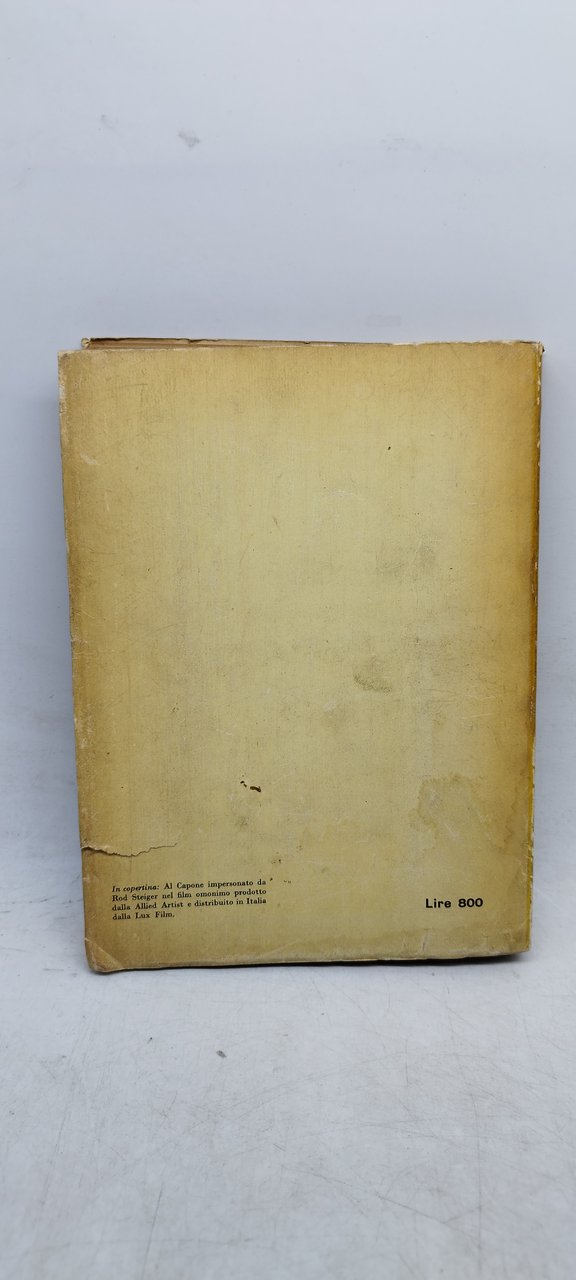 In copertina: Al Capone impersonato da
Rod Steiger nel film omonimo prodotto
dalla Allied Artist e distribuito in Italia
dalla Lux Film.
Lire 800